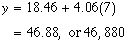 y = 18.46 + 4.06(7)
= 46.88, or 46, 880